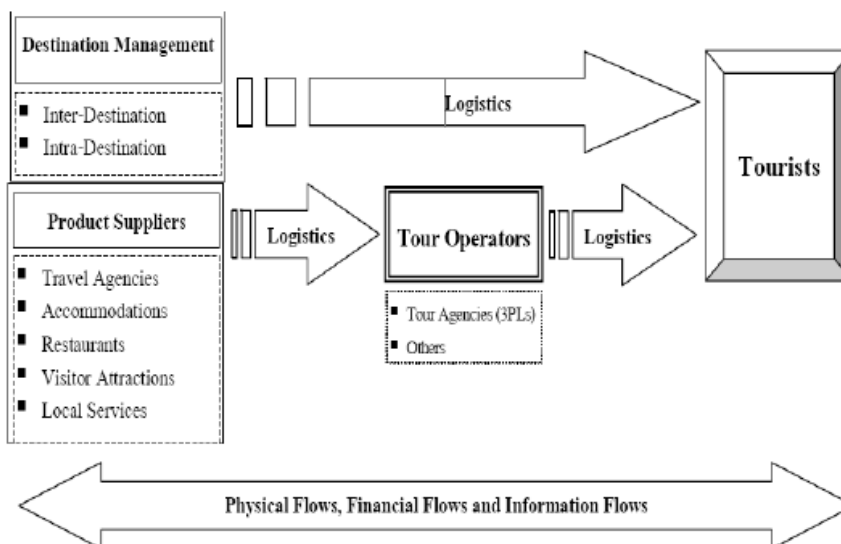 Destination Management
Inter-Destination
Intra-Destination
Logistics
Tourists
Product Suppliers
Travel Agencies
Accommodations
Restaurants
Visitor Attractions
Local Services
Logistics
Tour Operators
Tour Agencies (3PLs)
Others
Logistics
Physical Flows, Financial Flows and Information Flows